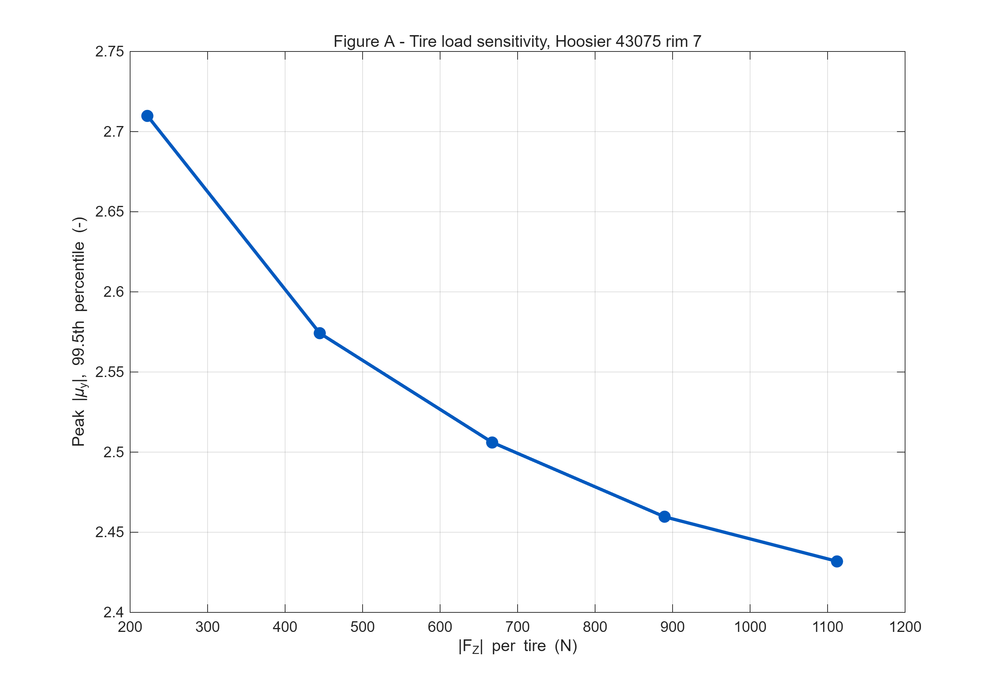 Figure A - Tire load sensitivity, Hoosier 43075 rim 7
2.75
2.7
2.65
2.6
2.55
2.5
2.45
2.4
Peak |μy|, 99.5th percentile (-)
200 300 400 500 600 700 800 900 1000 1100 1200
|FZ| per tire (N)